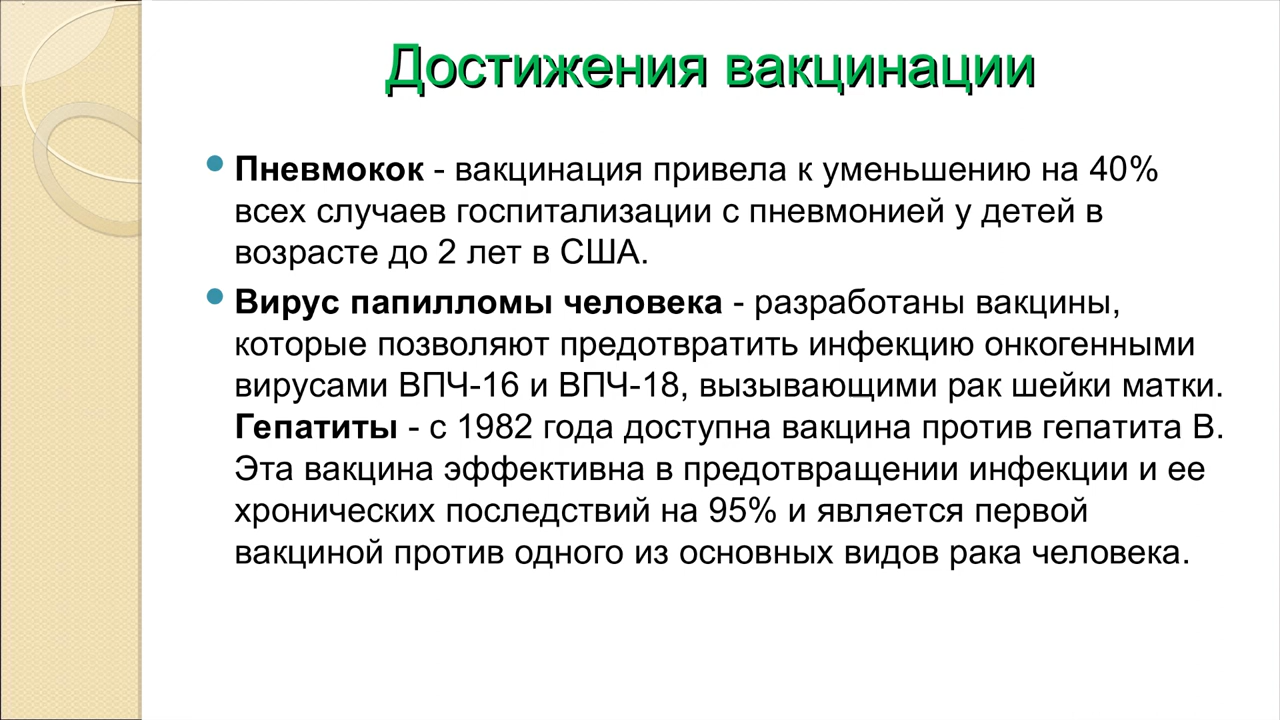 Достижения вакцинации
Пневмокок - вакцинация привела к уменьшению на 40%
всех случаев госпитализации с пневмонией у детей в
возрасте до 2 лет в США.
Вирус папилломы человека - разработаны вакцины,
которые позволяют предотвратить инфекцию онкогенными
вирусами ВПЧ-16 и ВПЧ-18, вызывающими рак шейки матки.
Гепатиты - с 1982 года доступна вакцина против гепатита В.
Эта вакцина эффективна в предотвращении инфекции и ее
хронических последствий на 95% и является первой
вакциной против одного из основных видов рака человека.